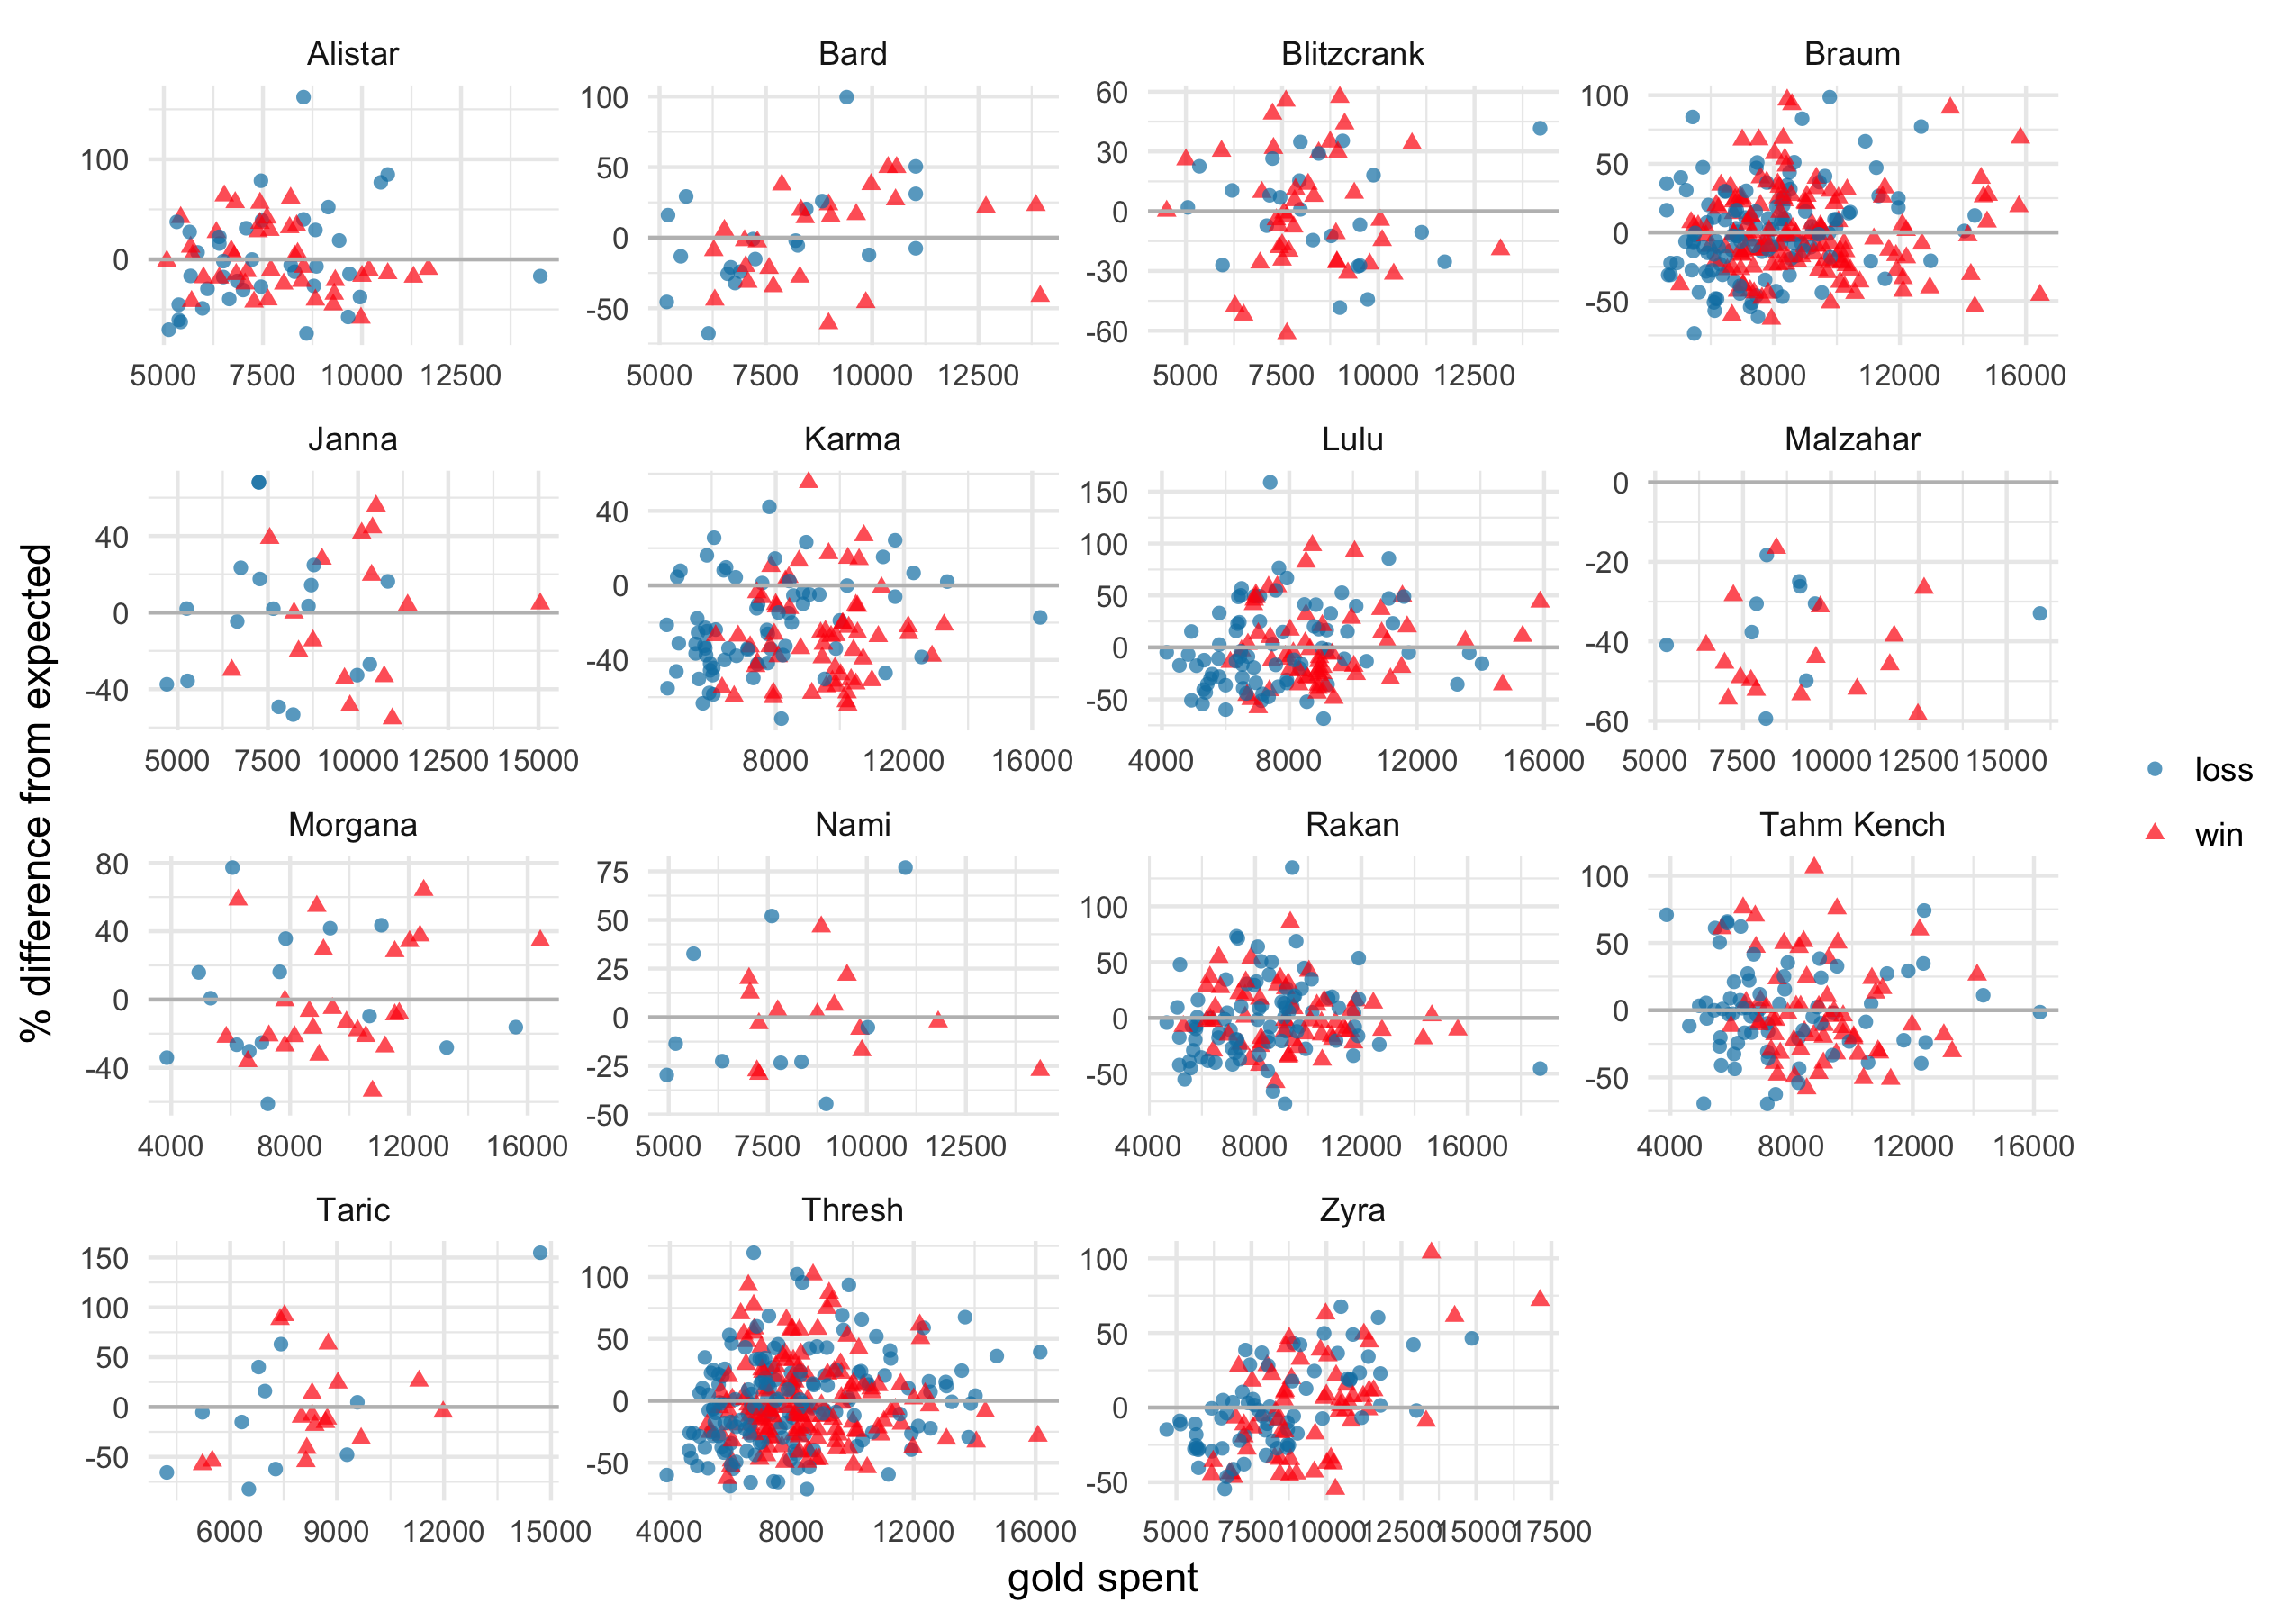 Alistar Bard Blitzcrank Braum
100
0
5000 7500 10000 12500
100
50
0
-50
5000 7500 10000 12500
60
30
0
-30
-60
5000 7500 10000 12500
100
50
0
-50
8000 12000 16000
Janna Karma Lulu Malzahar
40
0
-40
5000 7500 10000 12500 15000
40
0
-40
8000 12000 16000
150
100
50
0
-50
4000 8000 12000 16000
0
-20
-40
-60
5000 7500 10000 12500 15000
Morgana Nami Rakan Tahm Kench
80
40
0
-40
4000 8000 12000 16000
75
50
25
0
-25
-50
5000 7500 10000 12500
100
50
0
-50
4000 8000 12000 16000
100
50
0
-50
4000 8000 12000 16000
Taric Thresh Zyra
150
100
50
0
-50
6000 9000 12000 15000
100
50
0
-50
4000 8000 12000 16000
100
50
0
-50
5000 7500 10000 12500 15000 17500
% difference from expected
gold spent
loss
win